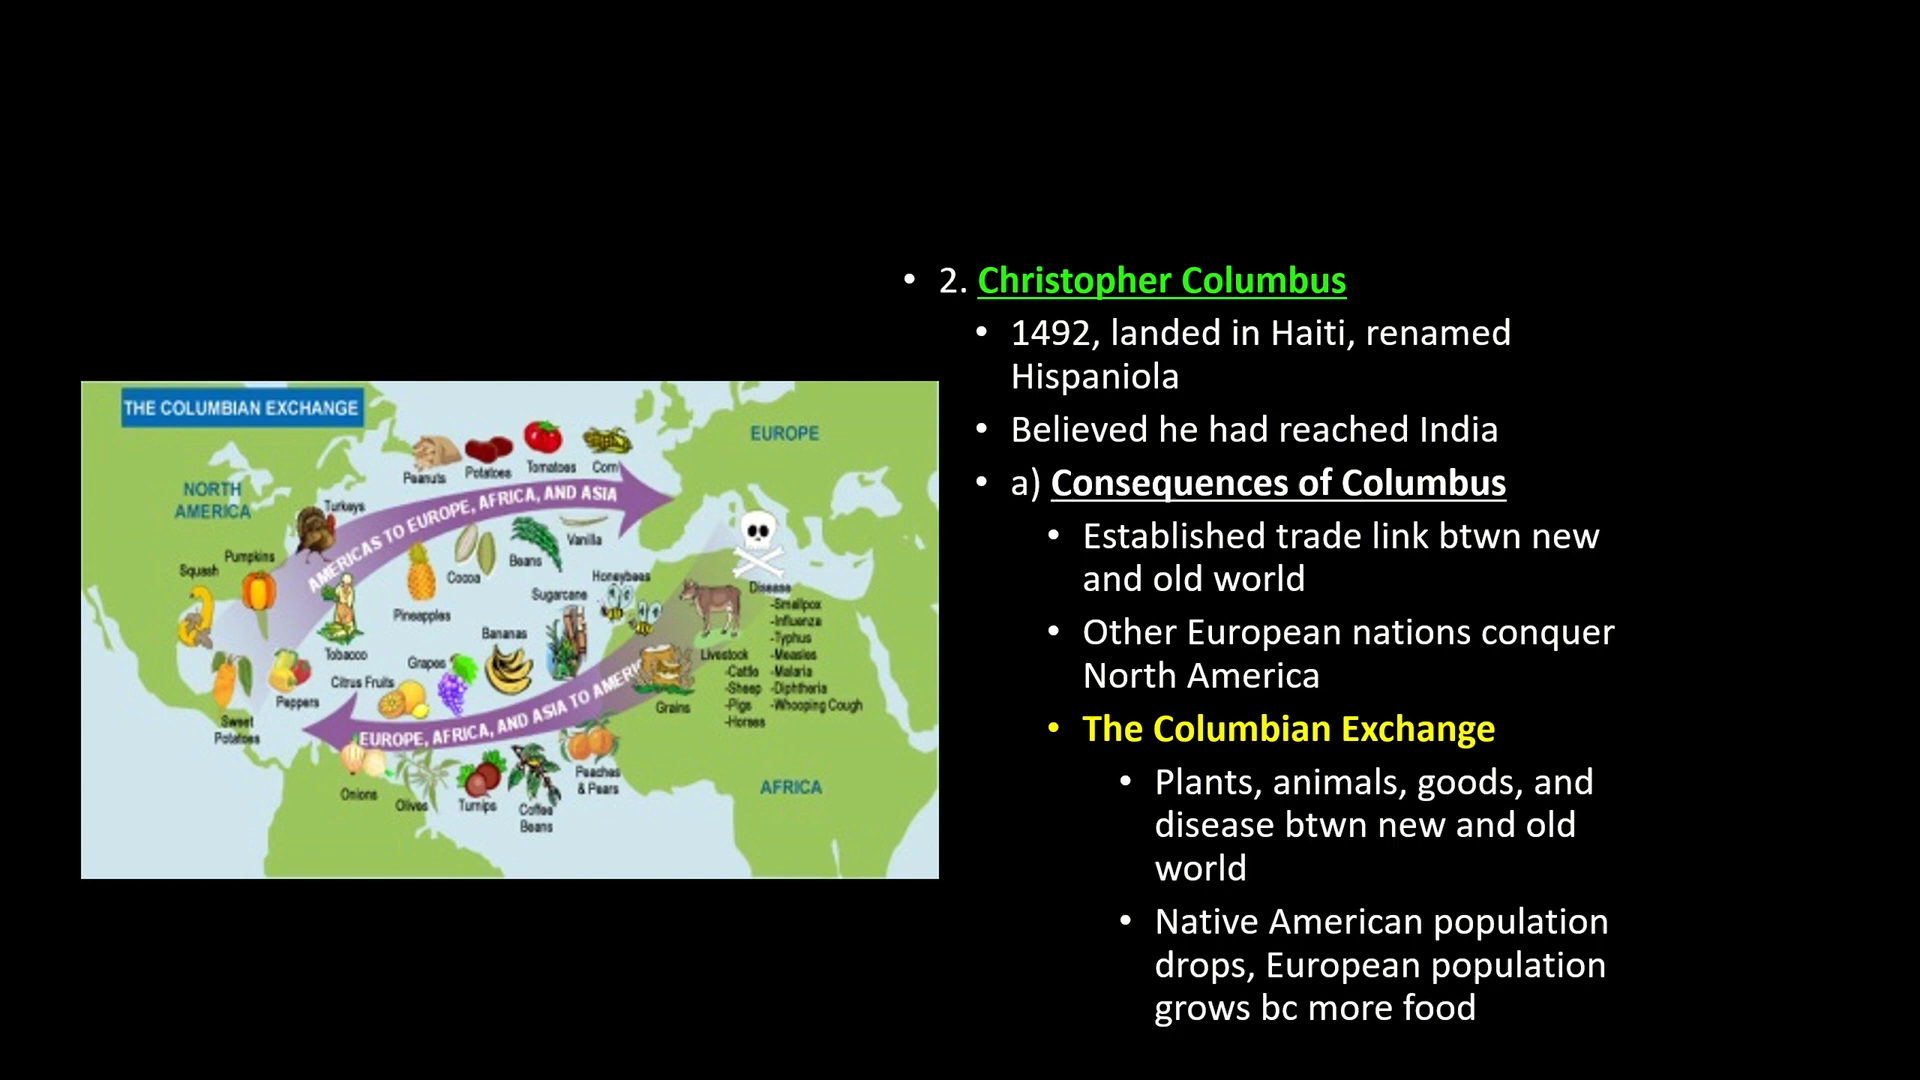 • 2. Christopher Columbus
• 1492, landed in Haiti, renamed
Hispaniola
• Believed he had reached India
• a) Consequences of Columbus
• Established trade link btwn new
and old world
• Other European nations conquer
North America
• The Columbian Exchange
• Plants, animals, goods, and
disease btwn new and old
world
• Native American population
drops, European population
grows bc more food
THE COLUMBIAN EXCHANGE
NORTH
AMERICA
EUROPE
AFRICA
AMERICAS TO EUROPE, AFRICA, AND ASIA
Peanuts
Potatoes
Tomatoes
Corn
Turkeys
Pumpkins
Squash
Vanilla
Beans
Cocoa
Pineapples
Tobacco
Peppers
Sweet
Potatoes
EUROPE, AFRICA, AND ASIA TO AMERIC
Honeybees
Sugarcane
Bananas
Grapes
Citrus Fruits
Onions
Olives
Turnips
Coffee
Beans
Peaches
& Pears
Grains
Livestock
-Cattle
-Sheep
-Pigs
-Horses
Disease
-Smallpox
-Influenza
-Typhus
-Measles
-Malaria
-Diphtheria
-Whooping Cough